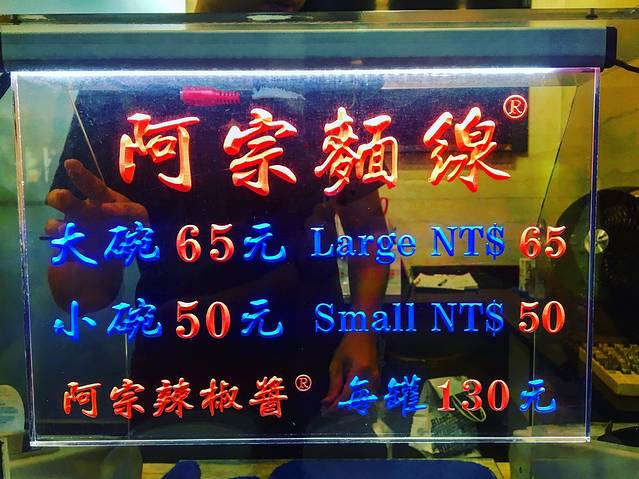 阿宗麵線®
大碗65元 Large NT$ 65
小碗50元 Small NT$ 50
阿宗辣椒醬® 每罐130元